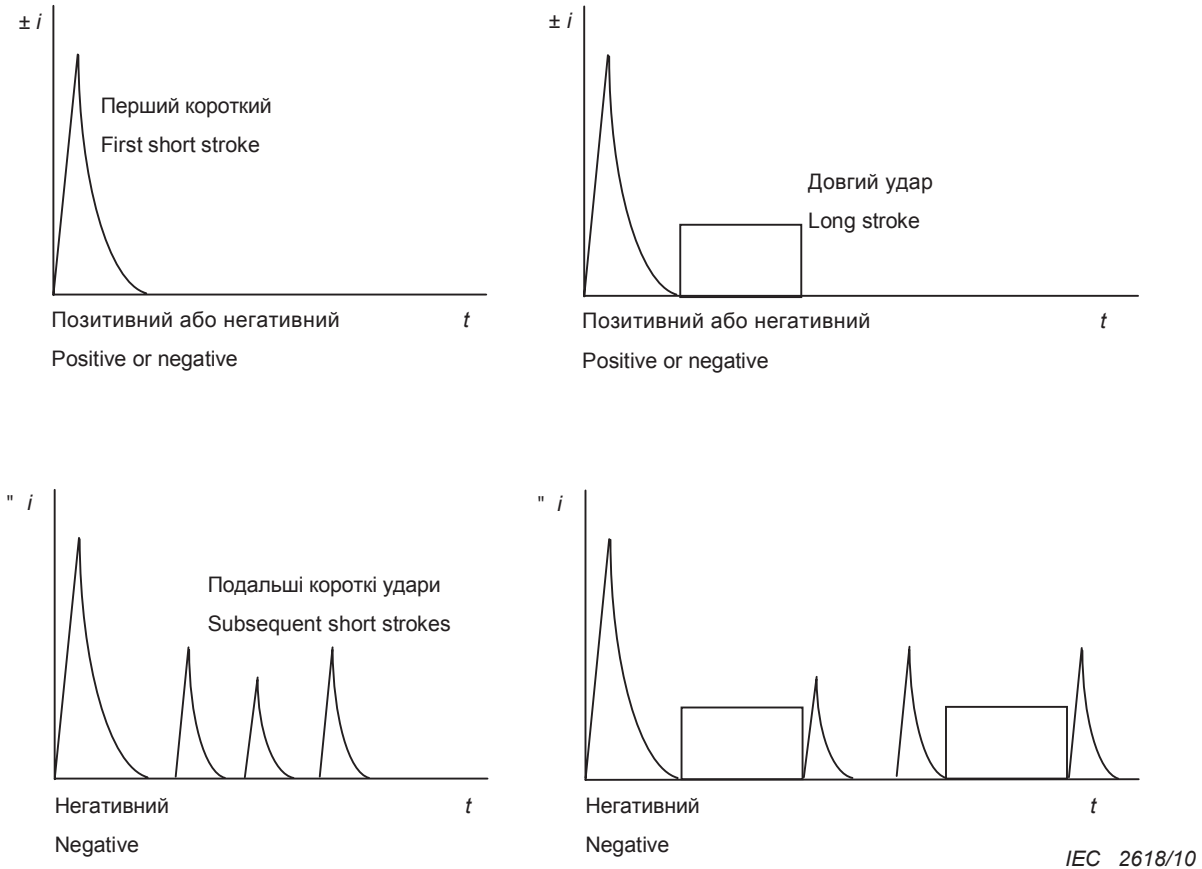 ± i
Перший короткий
First short stroke
Позитивний або негативний t
Positive or negative
± i
Довгий удар
Long stroke
Позитивний або негативний t
Positive or negative
" i
Подальші короткі удари
Subsequent short strokes
Негативний t
Negative
" i
Негативний t
Negative
IEC 2618/10